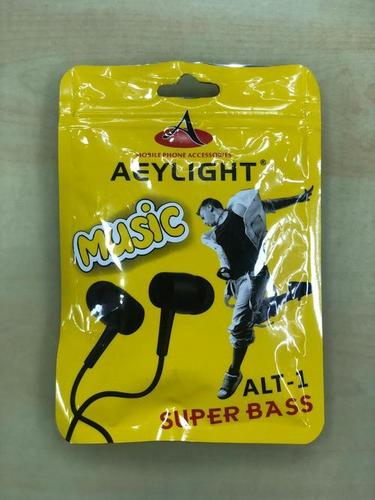 A
MOBILE PHONE ACCESSORIES
AEYLIGHT®
Music
ALT-1
SUPER BASS